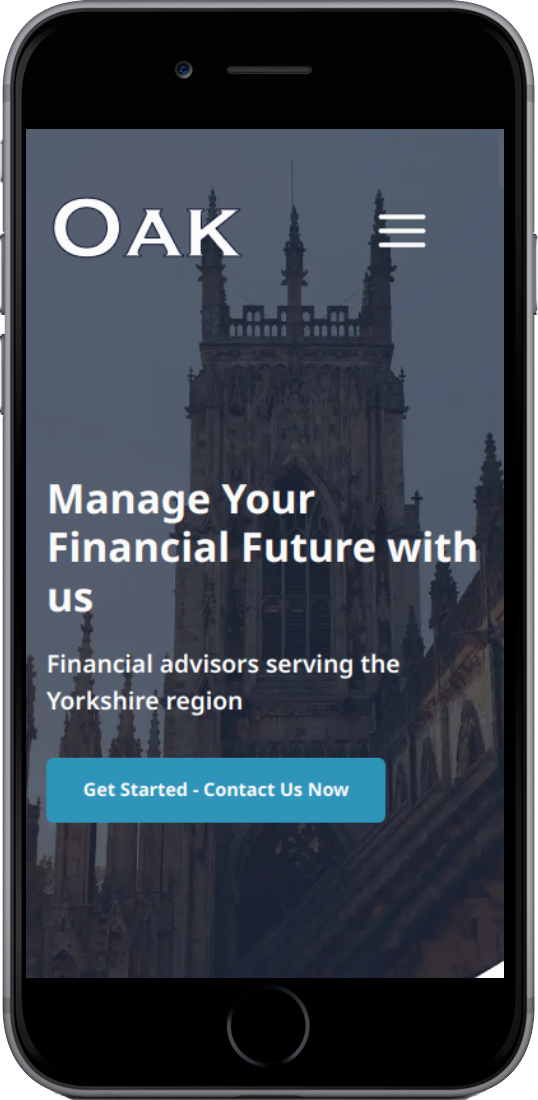 OAK
Manage Your
Financial Future with
us
Financial advisors serving the
Yorkshire region
Get Started - Contact Us Now